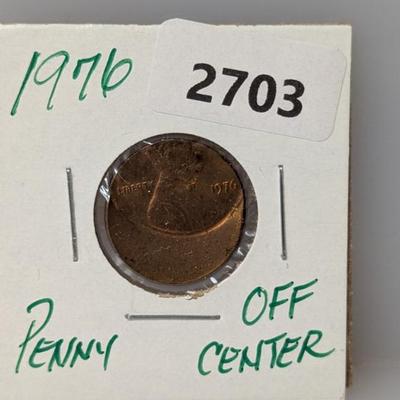 1976
2703
LIBERTY 1976
PENNY
OFF
CENTER